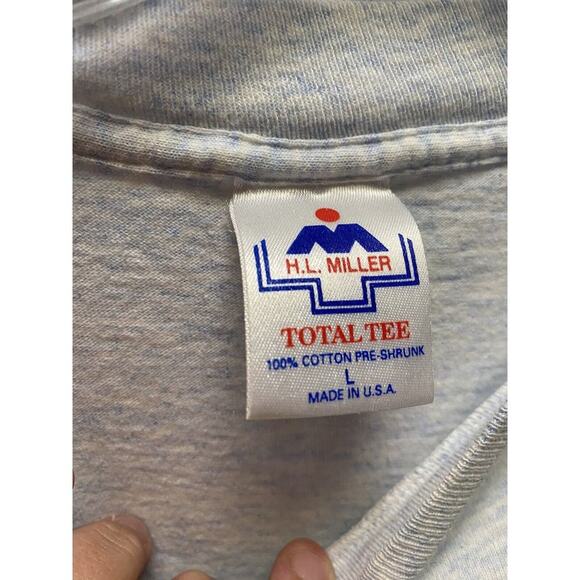 H.L. MILLER
TOTAL TEE
100% COTTON PRE-SHRUNK
L
MADE IN U.S.A.